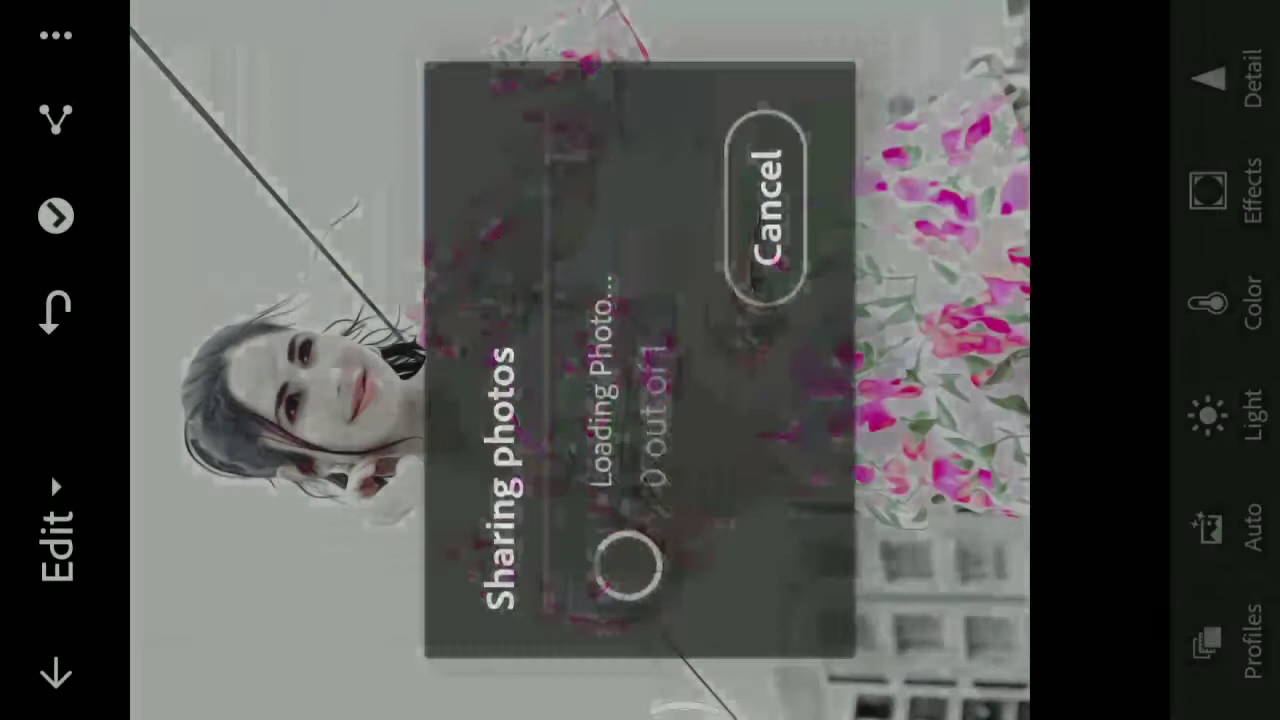 Edit
Sharing photos
Loading Photo...
0 out of 1
Cancel
Profiles
Auto
Light
Color
Effects
Detail